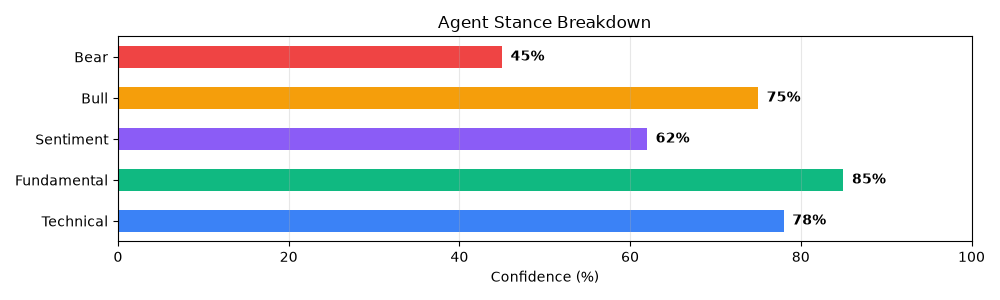 Agent Stance Breakdown
Bear 45%
Bull 75%
Sentiment 62%
Fundamental 85%
Technical 78%
0 20 40 60 80 100
Confidence (%)